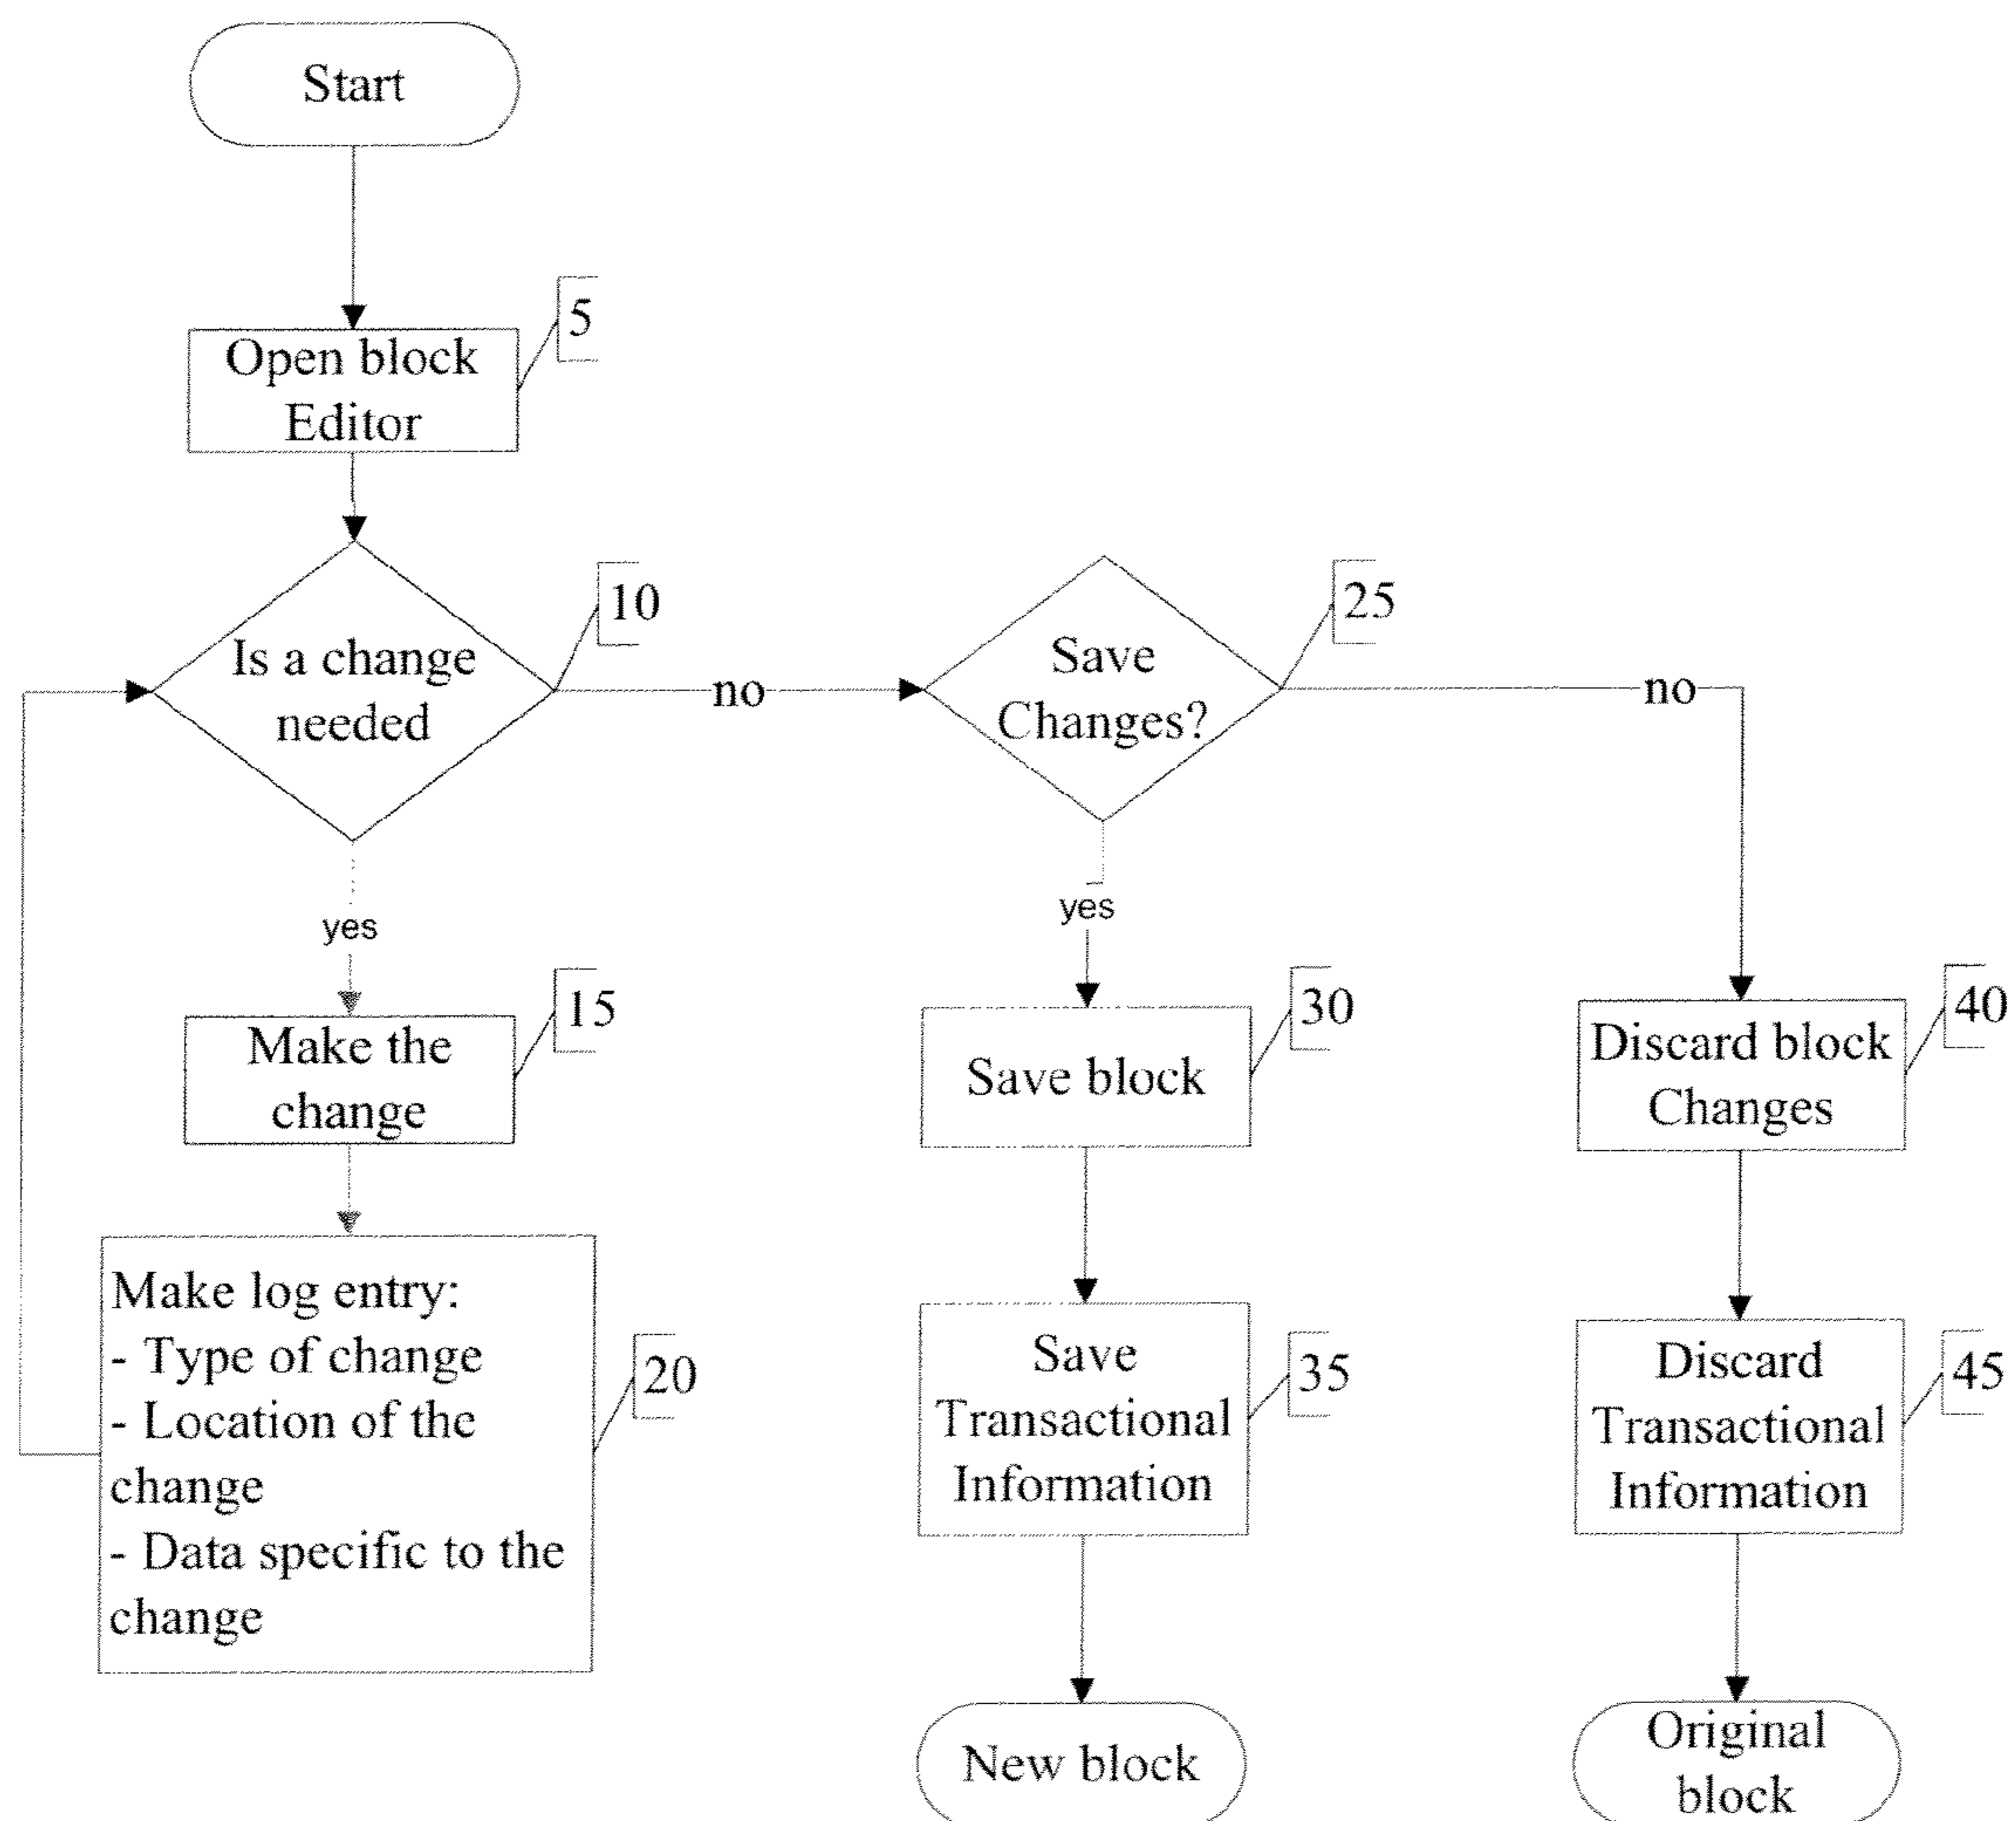 Start
5
Open block
Editor
10
Is a change
needed
no
25
Save
Changes?
no
yes
yes
15
Make the
change
30
Save block
40
Discard block
Changes
Make log entry:
- Type of change
- Location of the
change
- Data specific to the
change
20
Save
Transactional
Information
35
Discard
Transactional
Information
45
New block
Original
block